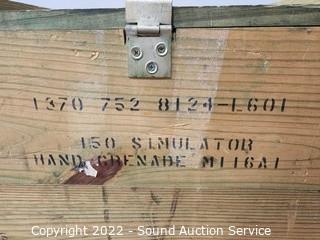 1370 752 8124-L601
150 SIMULATOR
HAND GRENADE M116A1
Copyright 2022 - Sound Auction Service